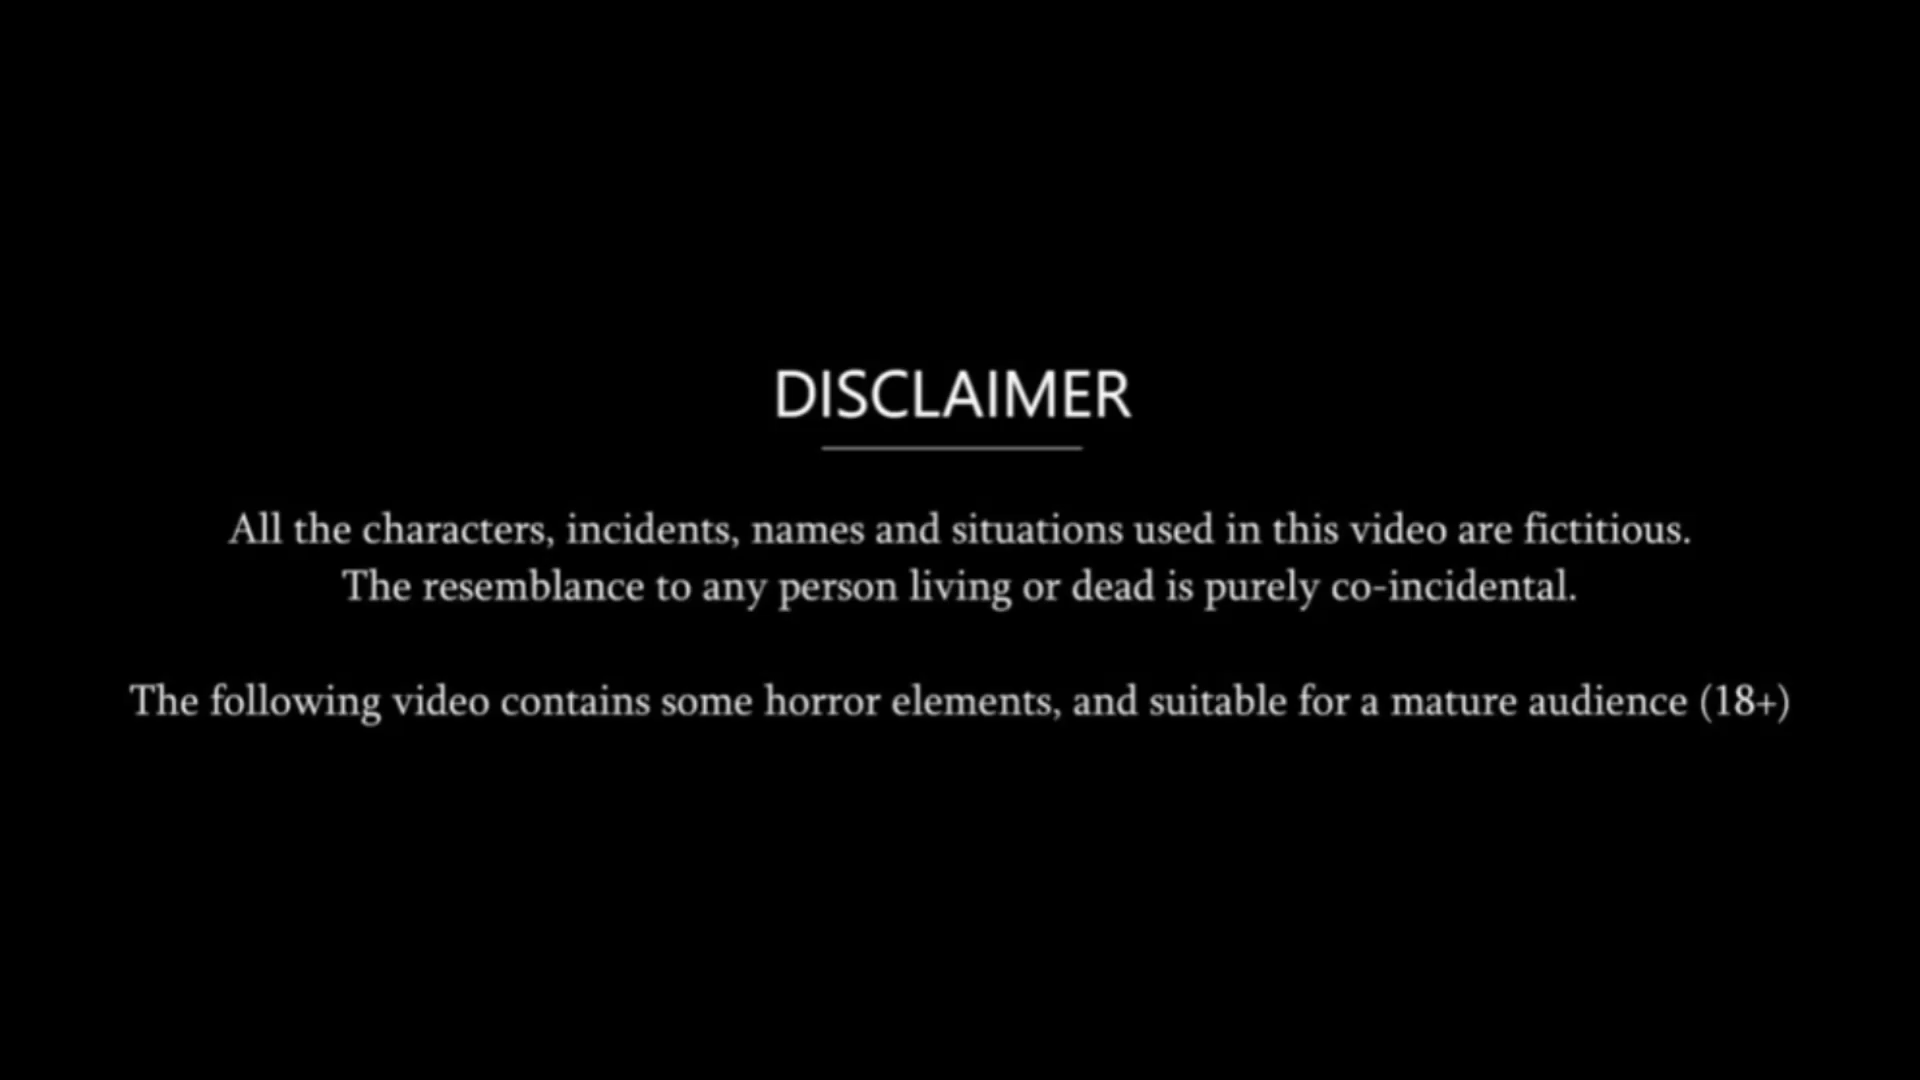 DISCLAIMER
All the characters, incidents, names and situations used in this video are fictitious.
The resemblance to any person living or dead is purely co-incidental.
The following video contains some horror elements, and suitable for a mature audience (18+)